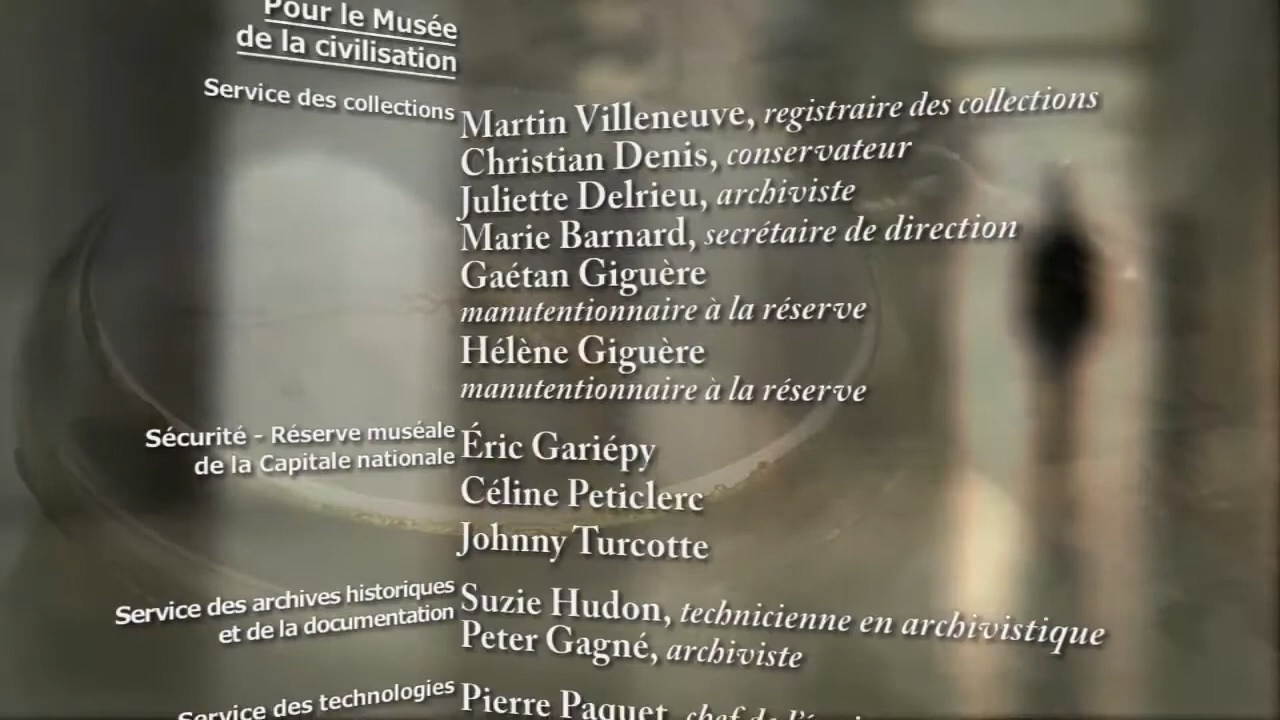 Pour le Musée
de la civilisation
Service des collections
Martin Villeneuve, registraire des collections
Christian Denis, conservateur
Juliette Delrieu, archiviste
Marie Barnard, secrétaire de direction
Gaétan Giguère
manutentionnaire à la réserve
Hélène Giguère
manutentionnaire à la réserve
Sécurité - Réserve muséale
de la Capitale nationale
Éric Gariépy
Céline Peticlerc
Johnny Turcotte
Service des archives historiques
et de la documentation
Suzie Hudon, technicienne en archivistique
Peter Gagné, archiviste
Service des technologies
Pierre Paquet, chef de